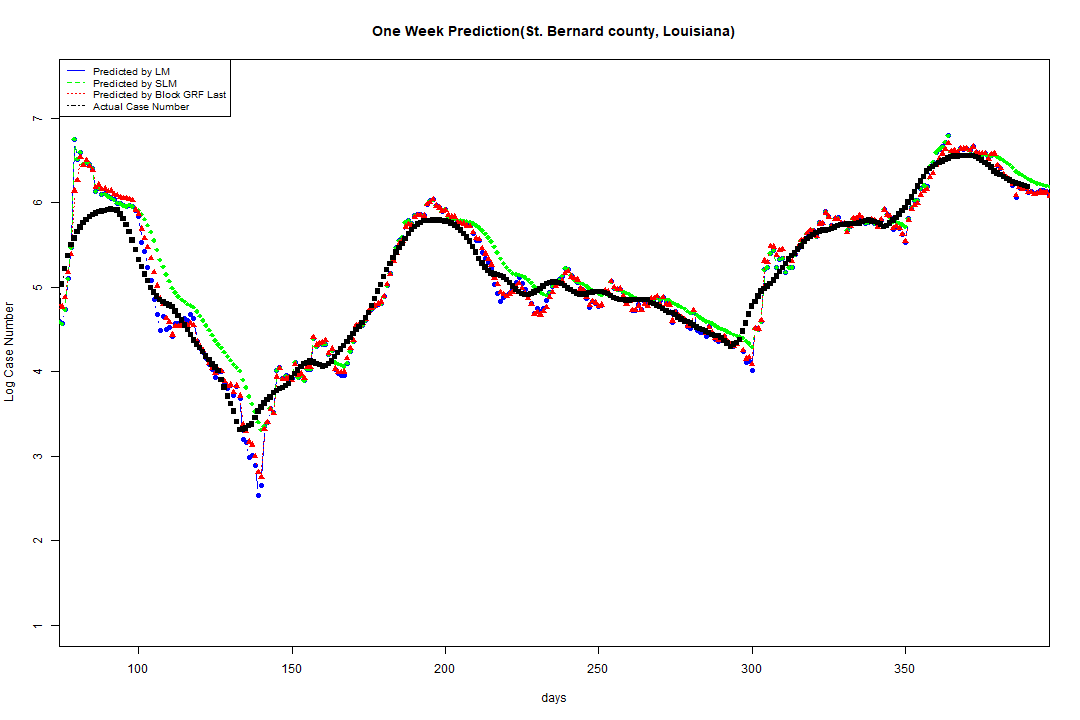 One Week Prediction(St. Bernard county, Louisiana)
Predicted by LM
Predicted by SLM
Predicted by Block GRF Last
Actual Case Number
7
6
5
4
3
2
1
Log Case Number
100 150 200 250 300 350
days